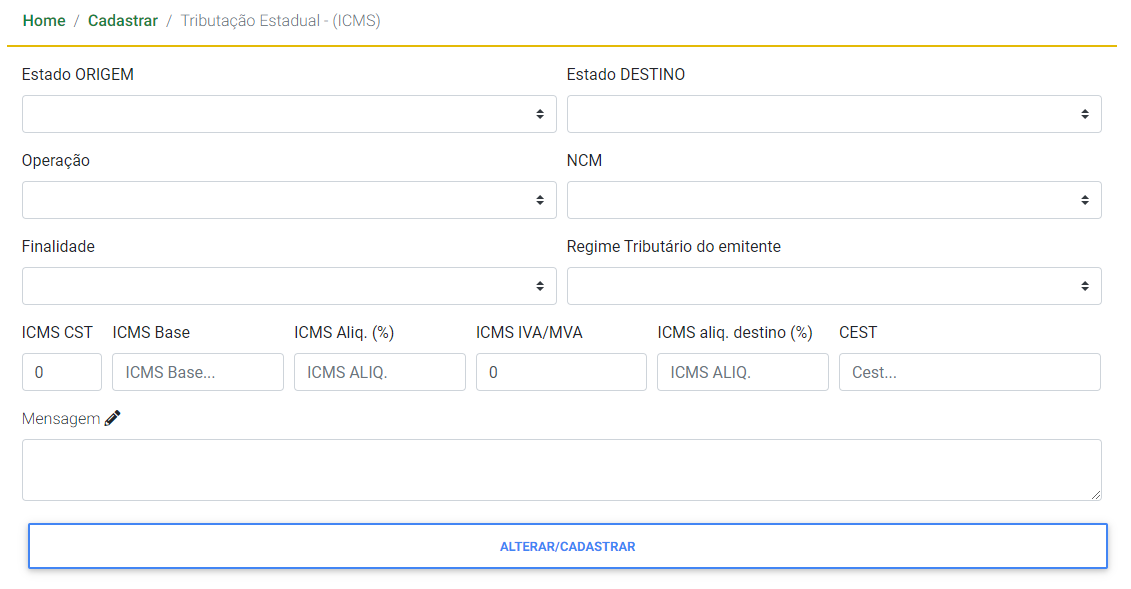 Home / Cadastrar / Tributação Estadual - (ICMS)
Estado ORIGEM Estado DESTINO
Operação NCM
Finalidade Regime Tributário do emitente
ICMS CST ICMS Base ICMS Aliq. (%) ICMS IVA/MVA ICMS aliq. destino (%) CEST
0 ICMS Base... ICMS ALIQ. 0 ICMS ALIQ. Cest...
Mensagem
ALTERAR/CADASTRAR